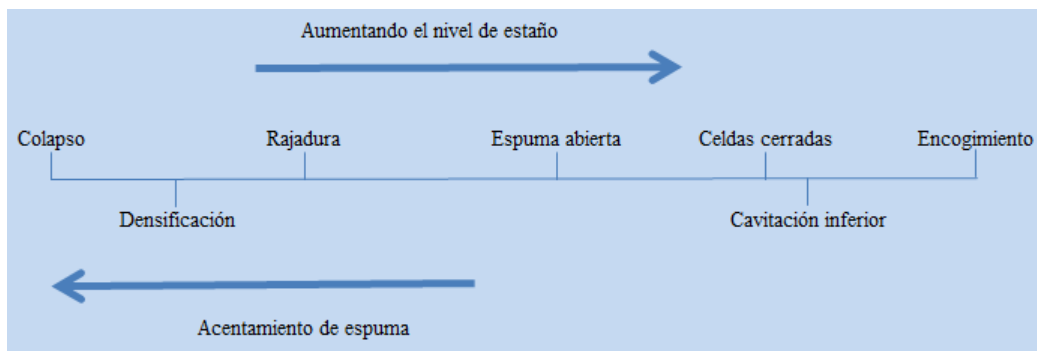 Aumentando el nivel de estaño
Colapso
Rajadura
Espuma abierta
Celdas cerradas
Encogimiento
Densificación
Cavitación inferior
Acentamiento de espuma